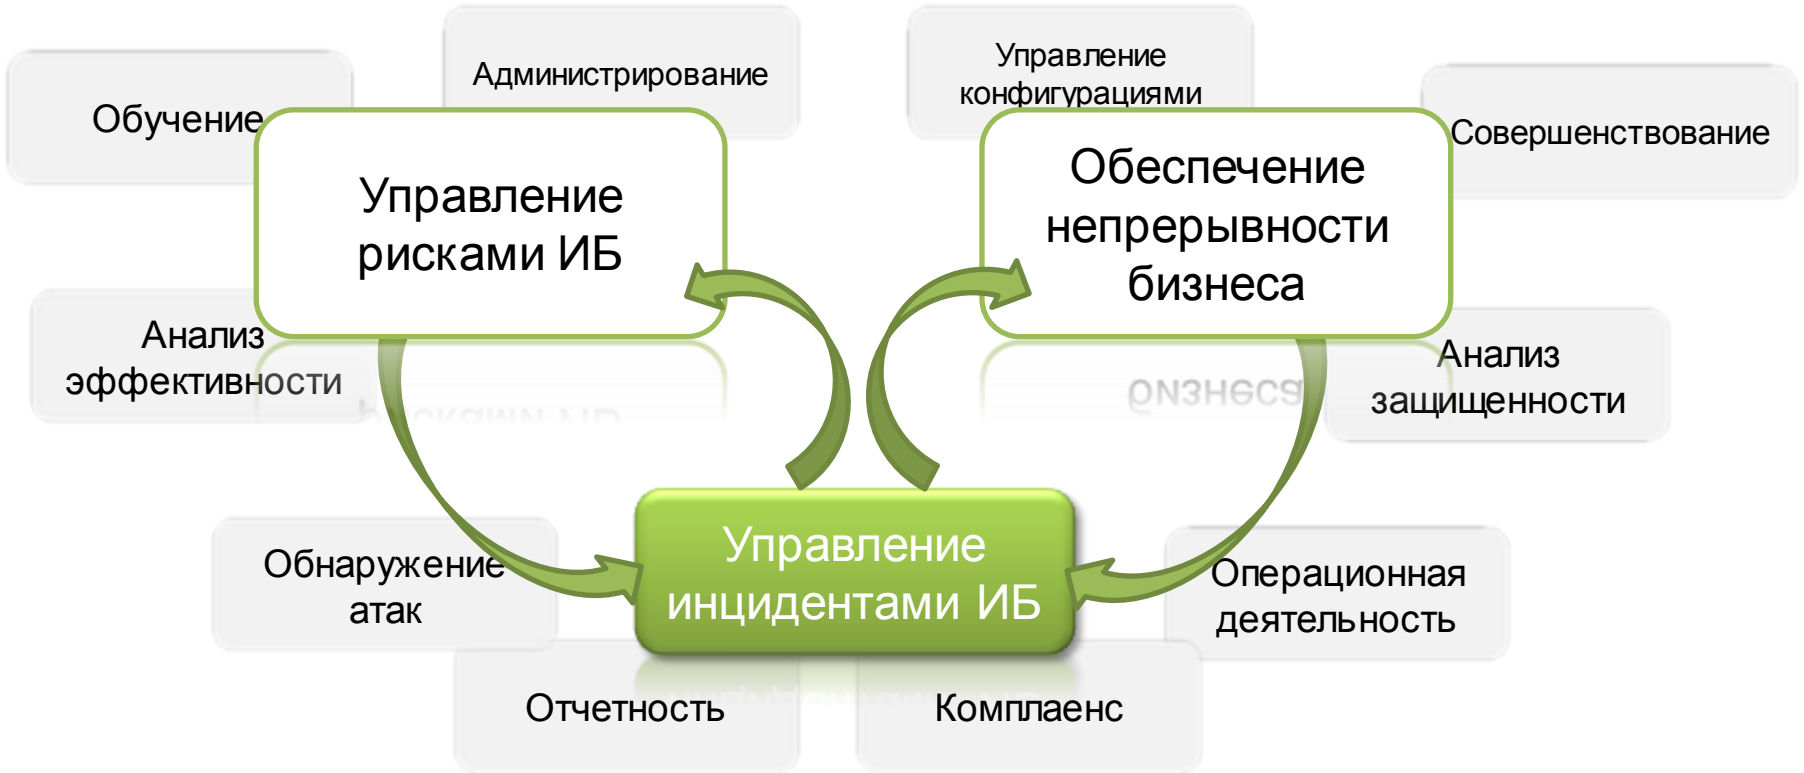 Администрирование
Управление
конфигурациями
Обучение
Совершенствование
Управление
рисками ИБ
Обеспечение
непрерывности
бизнеса
Анализ
эффективности
Анализ
защищенности
Обнаружение
атак
Управление
инцидентами ИБ
Операционная
деятельность
Отчетность
Комплаенс